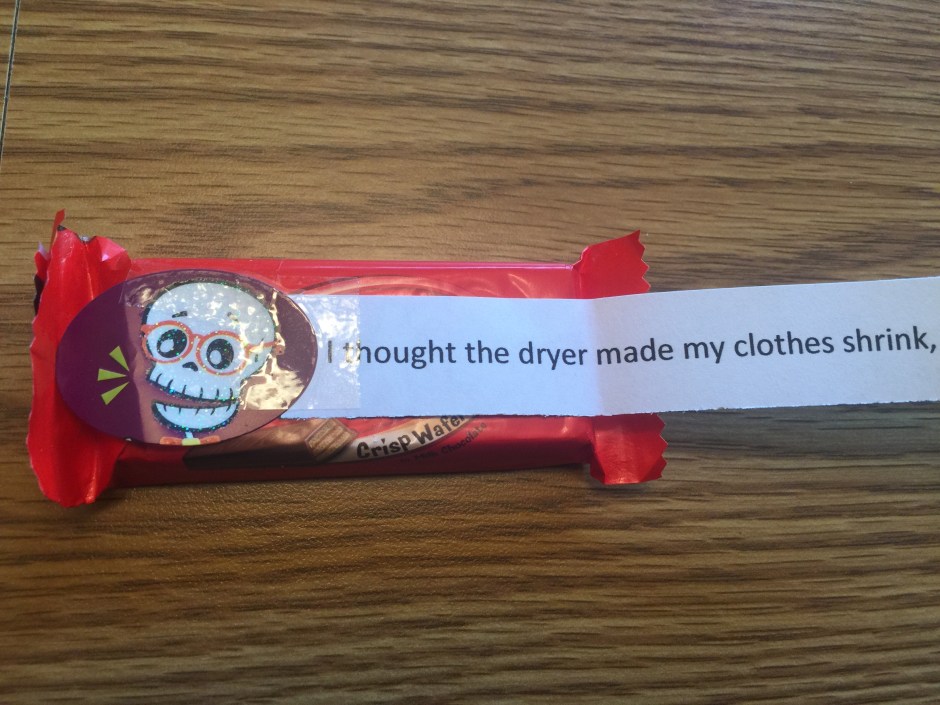 I thought the dryer made my clothes shrink,
Crisp Wafer